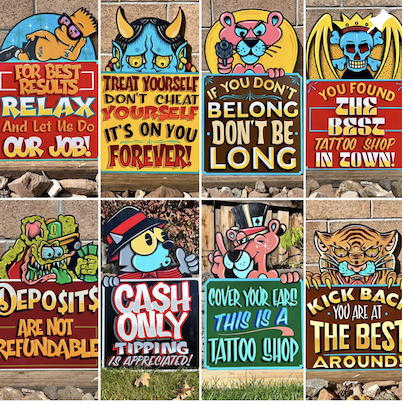 FOR BEST
RESULTS
RELAX
And Let Us Do
OUR JOB!
TREAT YOURSELF
DON'T CHEAT
YOURSELF
IT'S ON YOU
FOREVER!
IF YOU DON'T
BELONG
DON'T BE
LONG
YOU FOUND
THE
BEST
TATTOO SHOP
IN TOWN!
DEPO$IT$
ARE NOT
REFUNDABLE
CASH
ONLY
TIPPING
IS APPRECIATED!
COVER YOUR EARS
THIS IS A
TATTOO SHOP
KICK BACK
YOU ARE AT
THE BEST
AROUND!